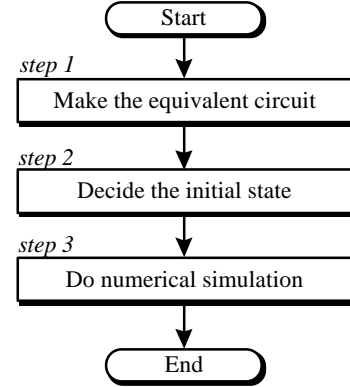 Start
step 1
Make the equivalent circuit
step 2
Decide the initial state
step 3
Do numerical simulation
End